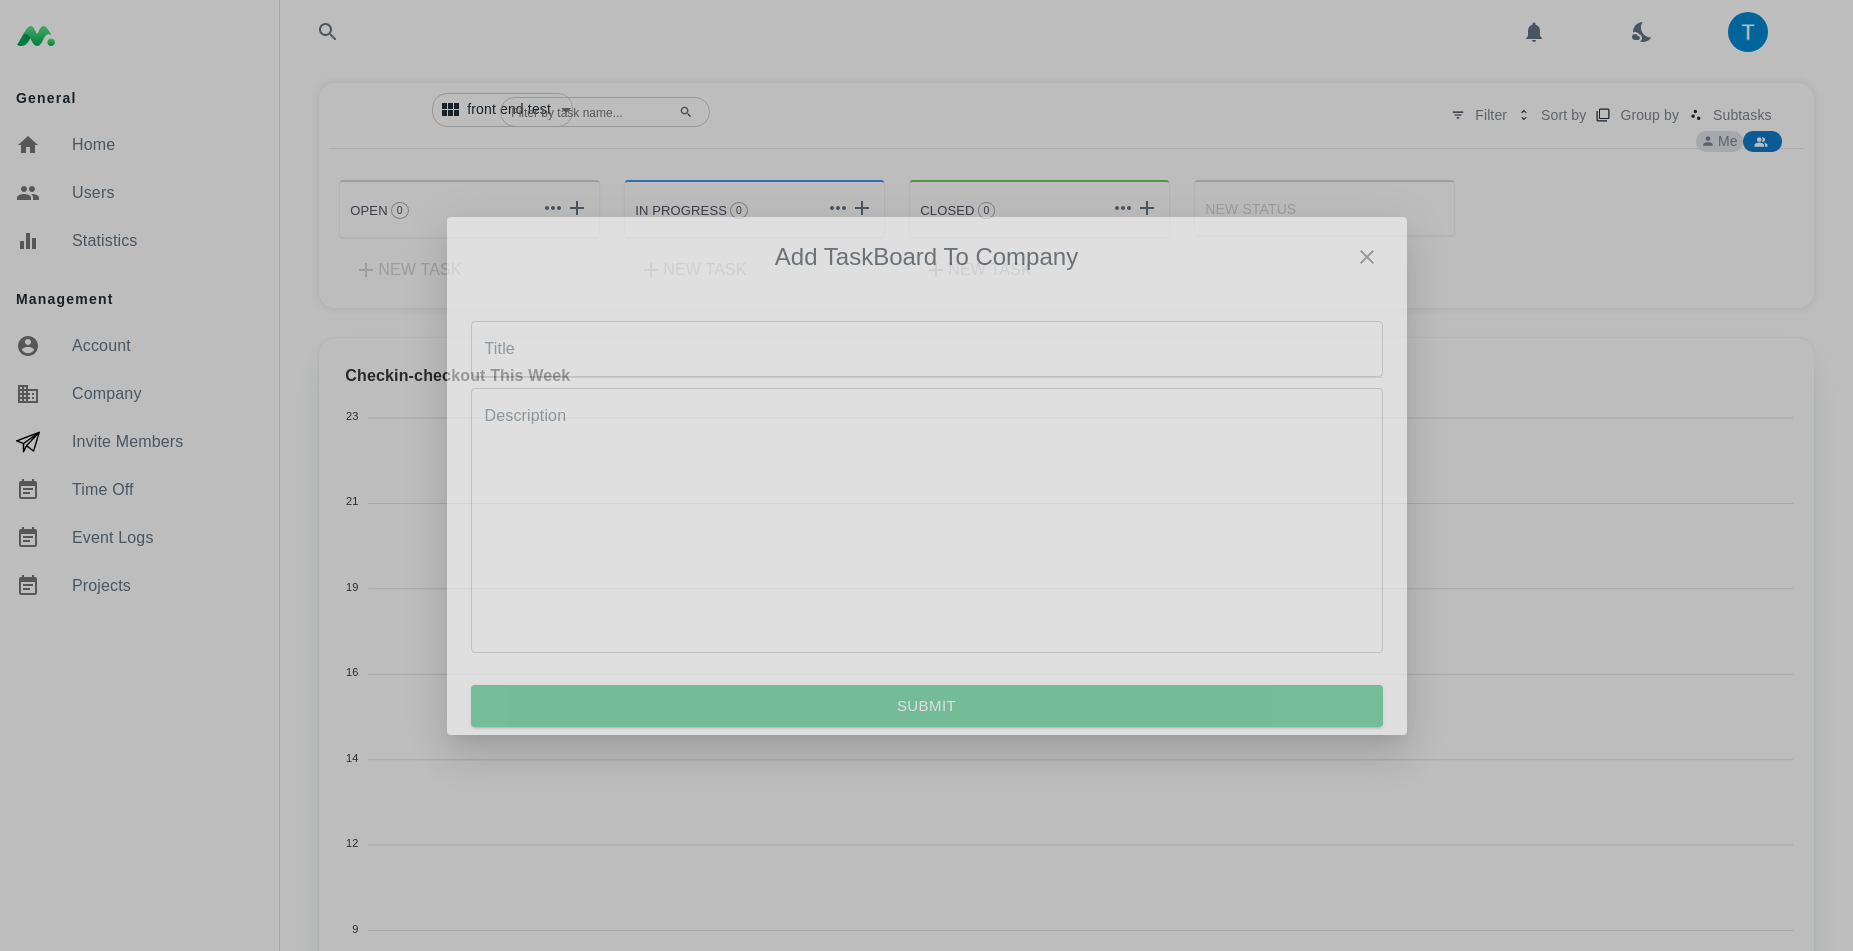 T
General
Home
Users
Statistics
Management
Account
Company
Invite Members
Time Off
Event Logs
Projects
front end test
Filter by task name...
Filter
Sort by
Group by
Subtasks
Me
OPEN 0
IN PROGRESS 0
CLOSED 0
NEW STATUS
NEW TASK
NEW TASK
NEW TASK
Add TaskBoard To Company
Title
Description
SUBMIT
Checkin-checkout This Week
23
21
19
16
14
12
9